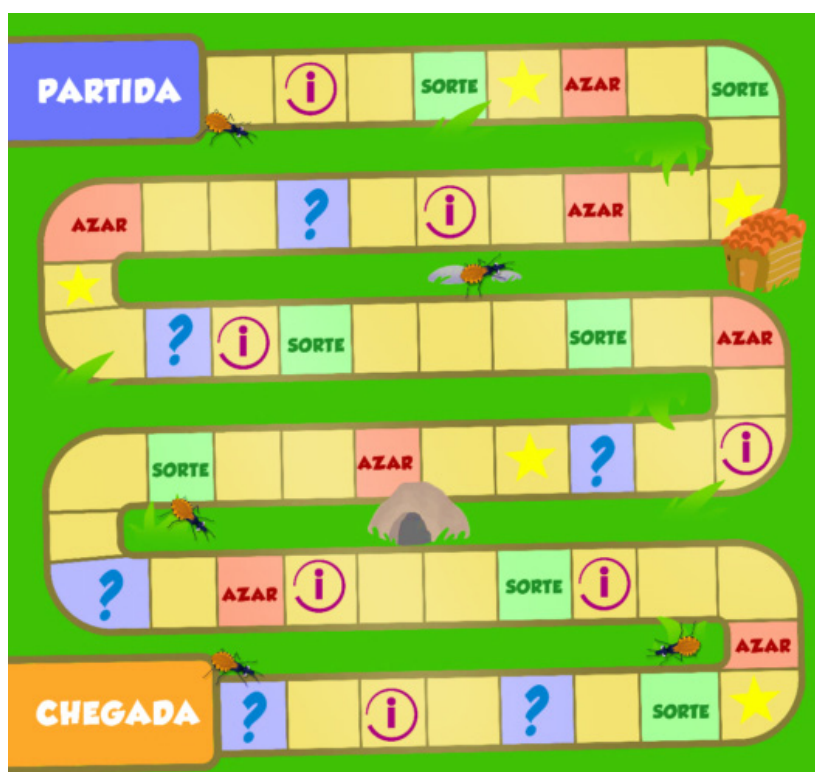 PARTIDA i SORTE AZAR SORTE
AZAR ? i AZAR
? i SORTE SORTE AZAR
SORTE AZAR ? i
? AZAR i SORTE i
AZAR
CHEGADA ? i ? SORTE